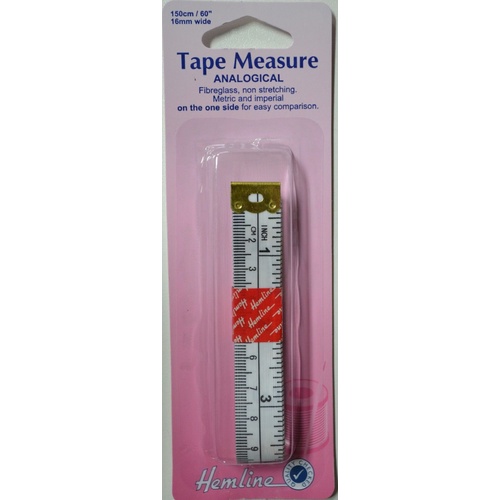 150cm / 60"
16mm wide
Tape Measure
ANALOGICAL
Fibreglass, non stretching.
Metric and imperial
on the one side for easy comparison.
INCH
CM
1
2
3
Hemline
Hemline
6
7
3
8
9
Hemline